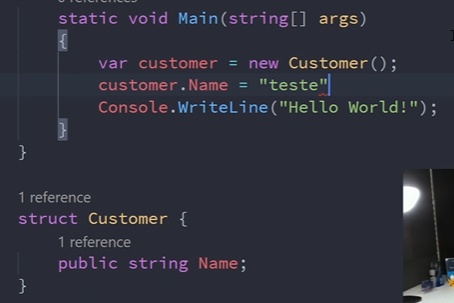 static void Main(string[] args)
{
var customer = new Customer();
customer.Name = "teste"
Console.WriteLine("Hello World!");
}
}
1 reference
struct Customer {
1 reference
public string Name;
}